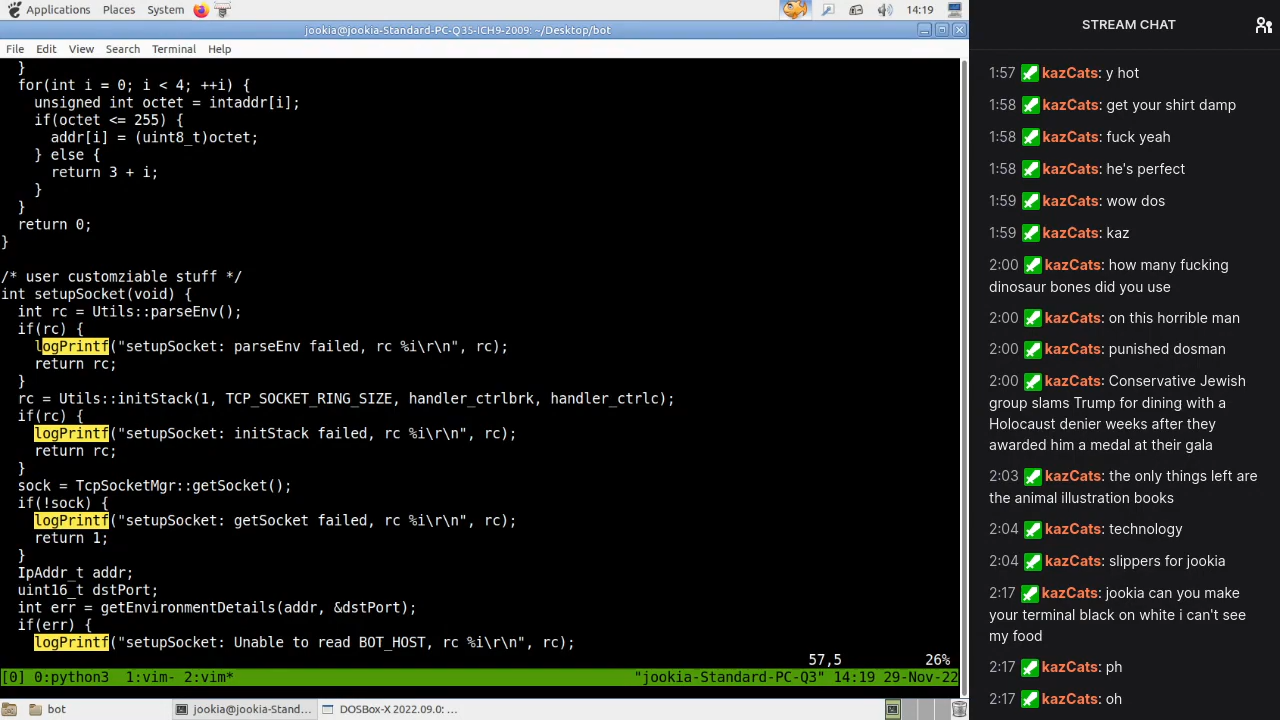 Applications Places System 14:19
jookia@jookia-Standard-PC-Q35-ICH9-2009: ~/Desktop/bot
File Edit View Search Terminal Help
  }
  for(int i = 0; i < 4; ++i) {
    unsigned int octet = intaddr[i];
    if(octet <= 255) {
      addr[i] = (uint8_t)octet;
    } else {
      return 3 + i;
    }
  }
  return 0;
}
/* user customziable stuff */
int setupSocket(void) {
  int rc = Utils::parseEnv();
  if(rc) {
    logPrintf("setupSocket: parseEnv failed, rc %i\r\n", rc);
    return rc;
  }
  rc = Utils::initStack(1, TCP_SOCKET_RING_SIZE, handler_ctrlbrk, handler_ctrlc);
  if(rc) {
    logPrintf("setupSocket: initStack failed, rc %i\r\n", rc);
    return rc;
  }
  sock = TcpSocketMgr::getSocket();
  if(!sock) {
    logPrintf("setupSocket: getSocket failed, rc %i\r\n", rc);
    return 1;
  }
  IpAddr_t addr;
  uint16_t dstPort;
  int err = getEnvironmentDetails(addr, &dstPort);
  if(err) {
    logPrintf("setupSocket: Unable to read BOT_HOST, rc %i\r\n", rc);
57,5 26%
[0] 0:python3 1:vim- 2:vim* "jookia-Standard-PC-Q3" 14:19 29-Nov-22
bot jookia@jookia-Stand... DOSBox-X 2022.09.0: ...
STREAM CHAT
1:57 kazCats: y hot
1:58 kazCats: get your shirt damp
1:58 kazCats: fuck yeah
1:58 kazCats: he's perfect
1:59 kazCats: wow dos
1:59 kazCats: kaz
2:00 kazCats: how many fucking
dinosaur bones did you use
2:00 kazCats: on this horrible man
2:00 kazCats: punished dosman
2:00 kazCats: Conservative Jewish
group slams Trump for dining with a
Holocaust denier weeks after they
awarded him a medal at their gala
2:03 kazCats: the only things left are
the animal illustration books
2:04 kazCats: technology
2:04 kazCats: slippers for jookia
2:17 kazCats: jookia can you make
your terminal black on white i can't see
my food
2:17 kazCats: ph
2:17 kazCats: oh